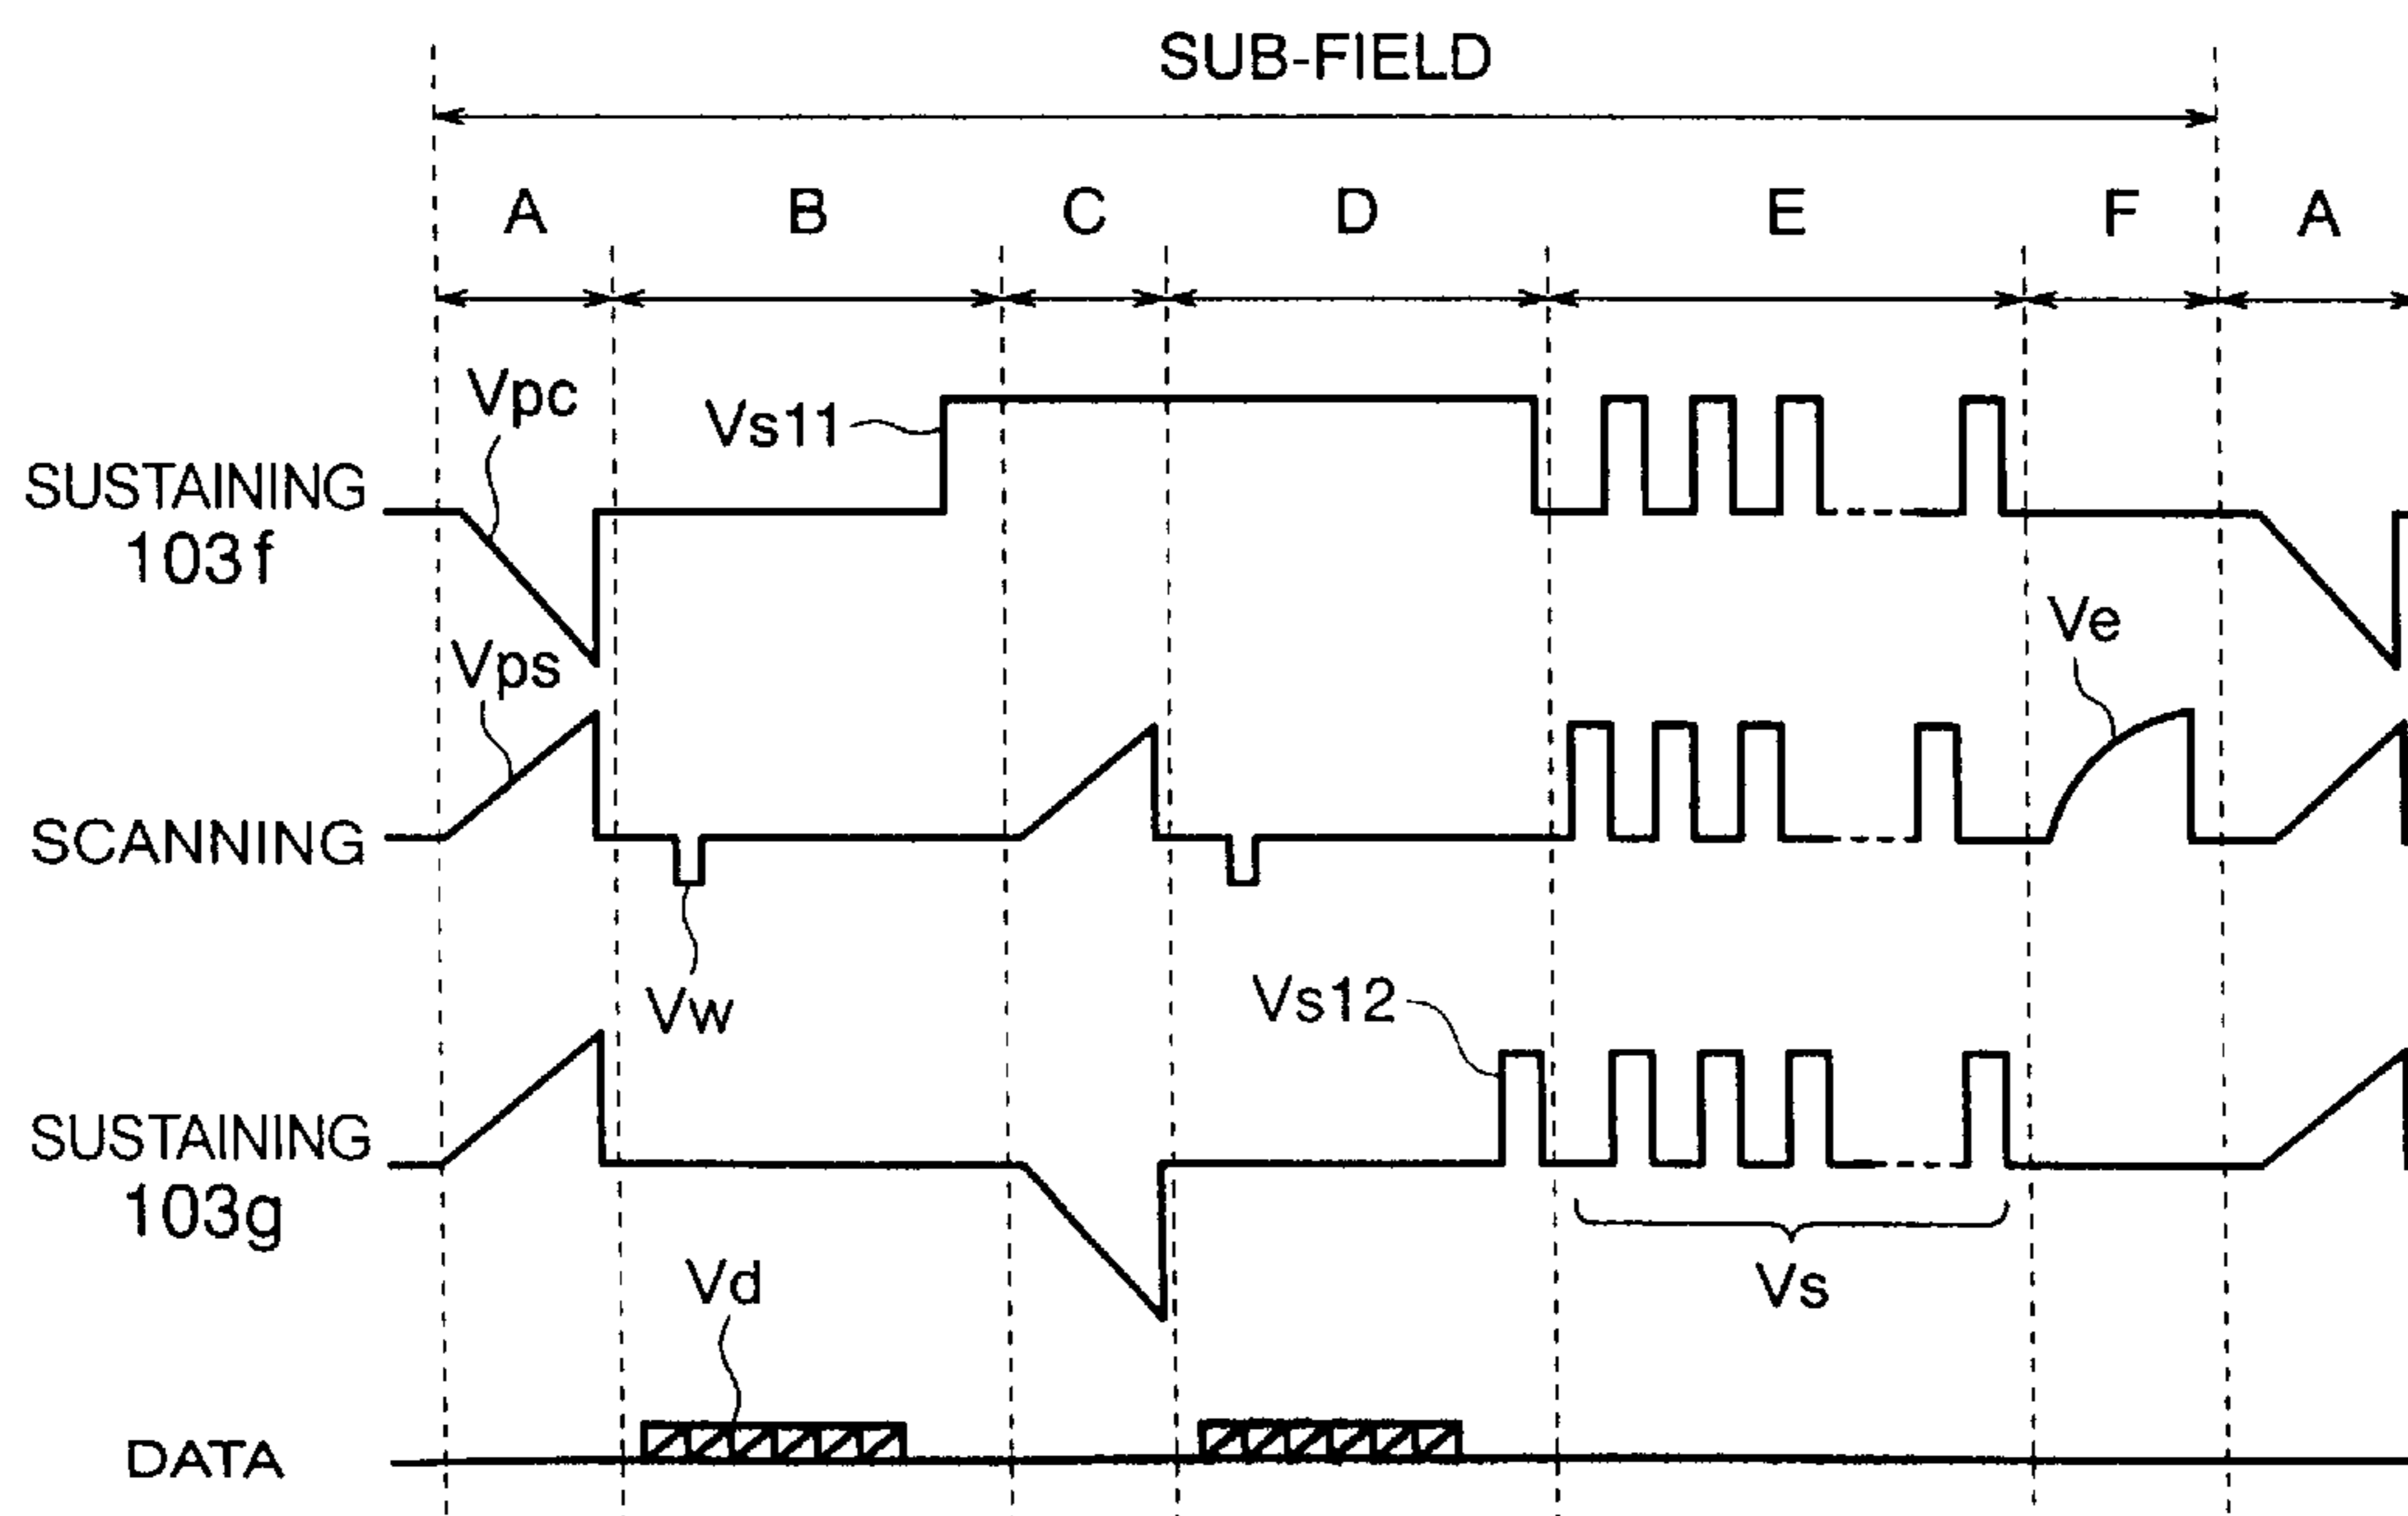 SUB-FIELD
A B C D E F A
Vpc
Vs11
SUSTAINING
103f
Ve
Vps
SCANNING
Vw
Vs12
SUSTAINING
103g
Vs
Vd
DATA